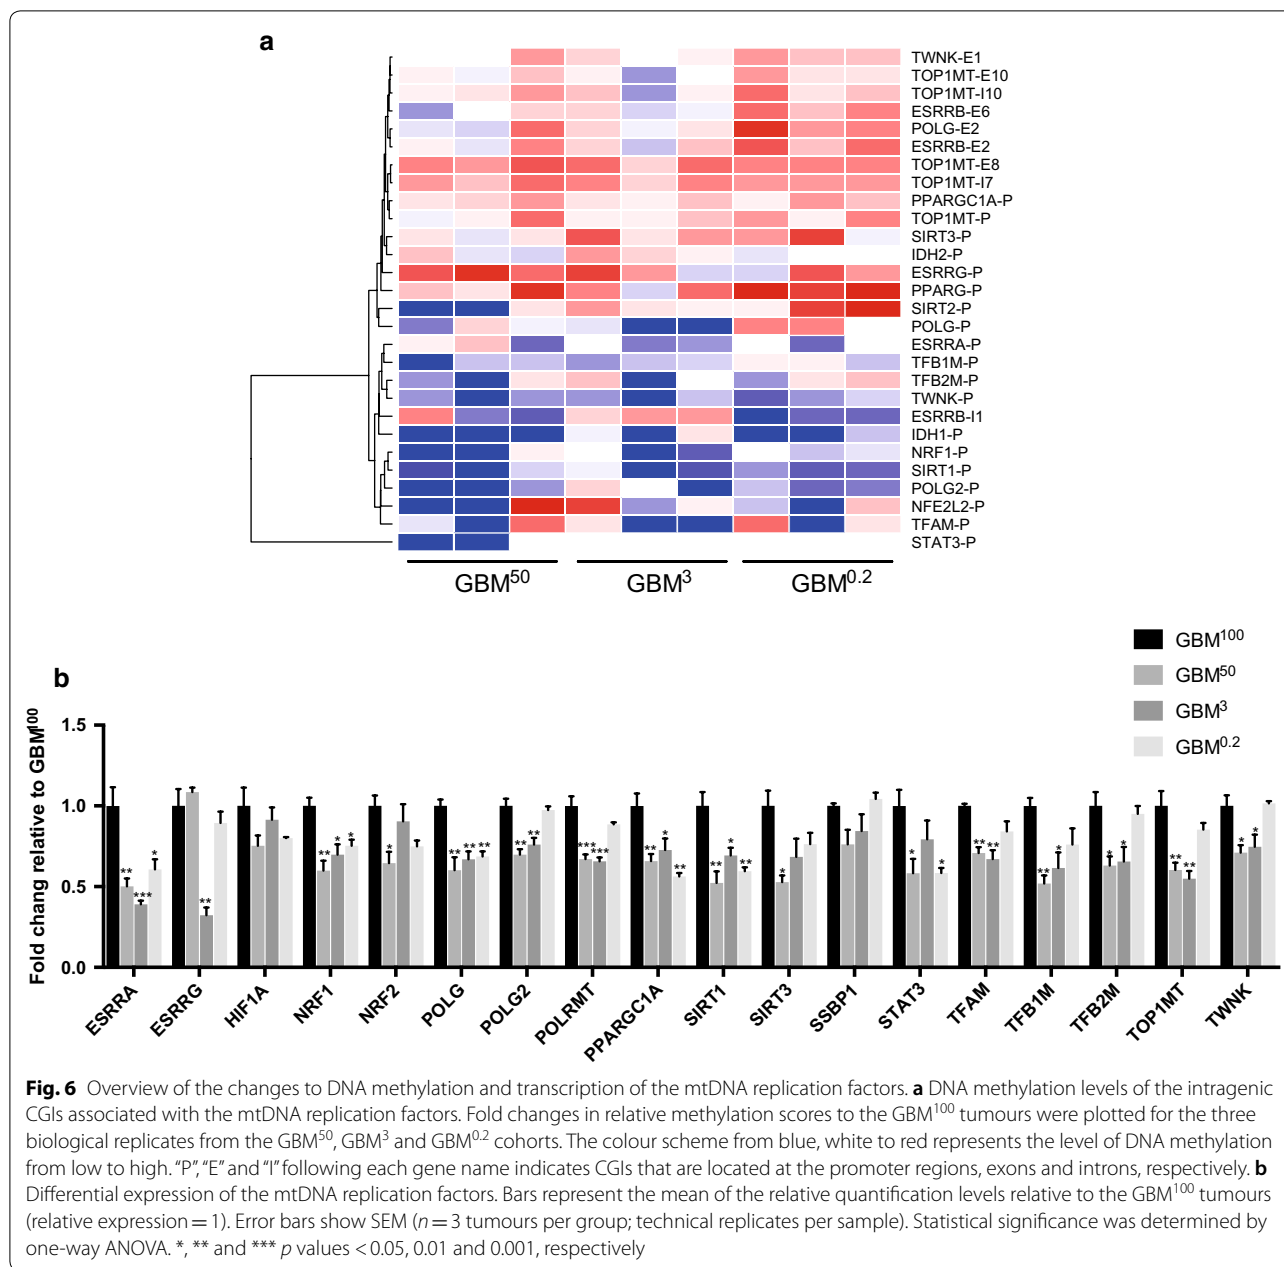 a
TWNK-E1
TOP1MT-E10
TOP1MT-I10
ESRRB-E6
POLG-E2
ESRRB-E2
TOP1MT-E8
TOP1MT-I7
PPARGC1A-P
TOP1MT-P
SIRT3-P
IDH2-P
ESRRG-P
PPARG-P
SIRT2-P
POLG-P
ESRRA-P
TFB1M-P
TFB2M-P
TWNK-P
ESRRB-I1
IDH1-P
NRF1-P
SIRT1-P
POLG2-P
NFE2L2-P
TFAM-P
STAT3-P
GBM50 GBM3 GBM0.2
b
GBM100
GBM50
GBM3
GBM0.2
Fold chang relative to GBM100
1.5
1.0
0.5
0.0
** *** *
**
** * *
*
** ** **
** **
*** ***
** * **
** * **
*
* *
** **
** *
* *
** **
* *
ESRRA ESRRG HIF1A NRF1 NRF2 POLG POLG2 POLRMT PPARGC1A SIRT1 SIRT3 SSBP1 STAT3 TFAM TFB1M TFB2M TOP1MT TWNK
Fig. 6 Overview of the changes to DNA methylation and transcription of the mtDNA replication factors. a DNA methylation levels of the intragenic
CGIs associated with the mtDNA replication factors. Fold changes in relative methylation scores to the GBM100 tumours were plotted for the three
biological replicates from the GBM50, GBM3 and GBM0.2 cohorts. The colour scheme from blue, white to red represents the level of DNA methylation
from low to high. “P”, “E” and “I” following each gene name indicates CGIs that are located at the promoter regions, exons and introns, respectively. b
Differential expression of the mtDNA replication factors. Bars represent the mean of the relative quantification levels relative to the GBM100 tumours
(relative expression = 1). Error bars show SEM (n = 3 tumours per group; technical replicates per sample). Statistical significance was determined by
one-way ANOVA. *, ** and *** p values < 0.05, 0.01 and 0.001, respectively